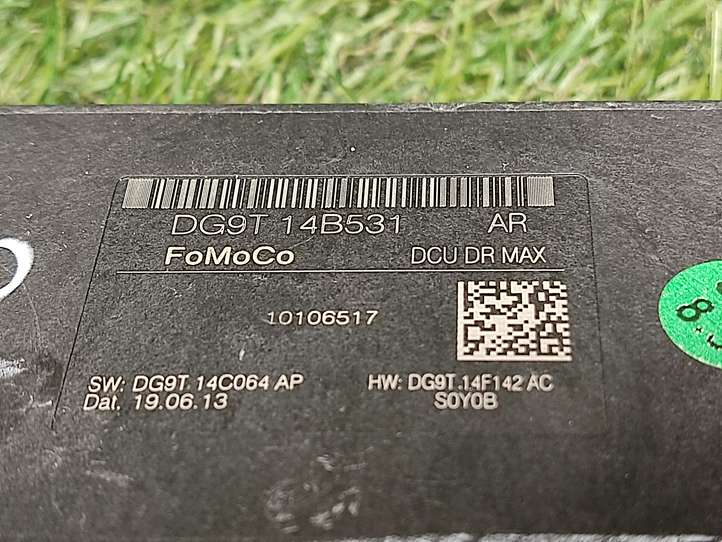 DG9T 14B531 AR
FoMoCo DCU DR MAX
10106517
SW: DG9T 14C064 AP HW: DG9T.14F142 AC
Dat. 19.06.13 S0Y0B
8